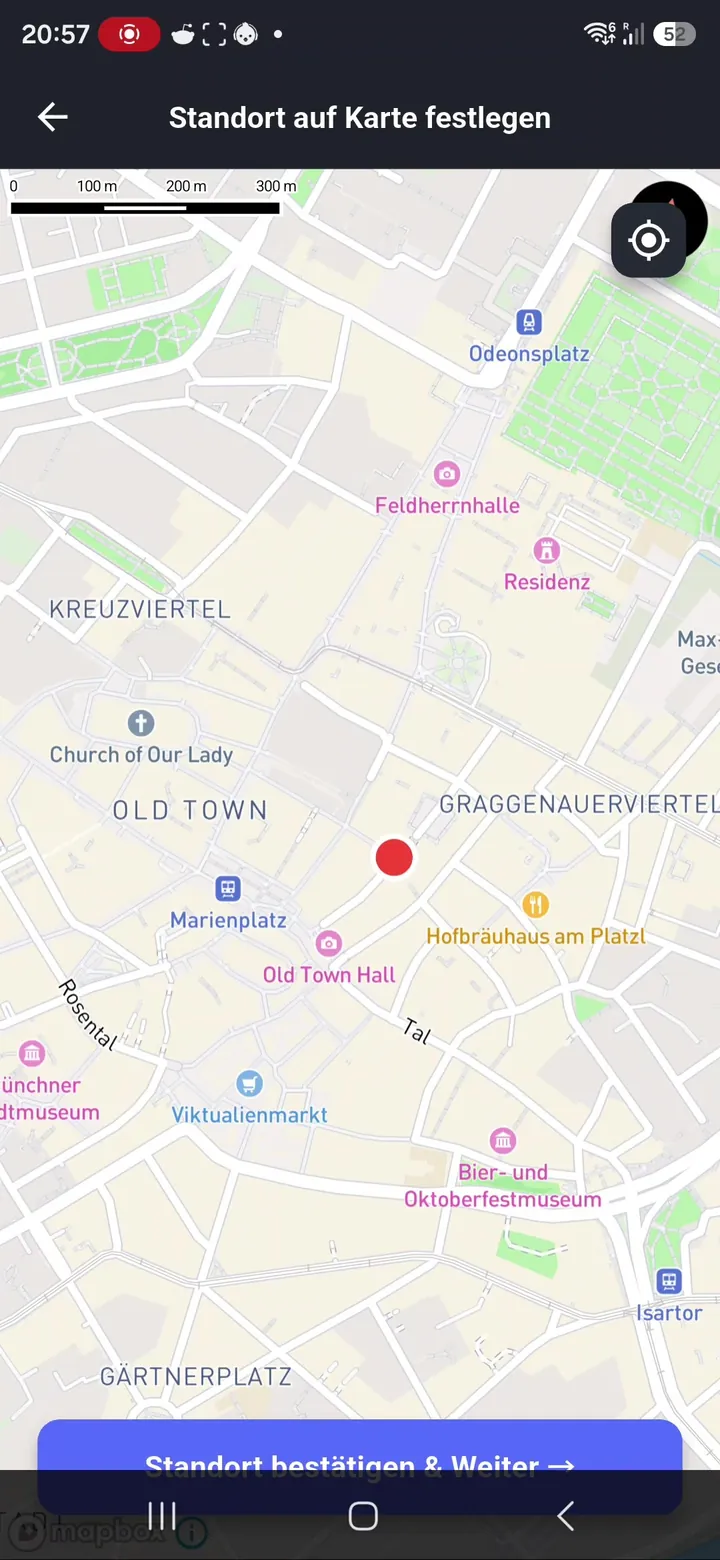 20:57
6
R
52
Standort auf Karte festlegen
0 100 m 200 m 300 m
Odeonsplatz
Feldherrnhalle
Residenz
KREUZVIERTEL
Max-
Gese
Church of Our Lady
OLD TOWN
GRAGGENAUERVIERTEL
Marienplatz
Hofbräuhaus am Platzl
Old Town Hall
Rosental
Tal
ünchner
dtmuseum
Viktualienmarkt
Bier- und
Oktoberfestmuseum
Isartor
GÄRTNERPLATZ
Standort bestätigen & Weiter →
mapbox